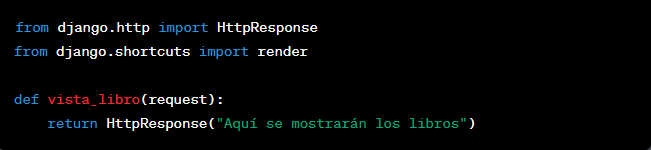 from django.http import HttpResponse
from django.shortcuts import render
def vista_libro(request):
    return HttpResponse("Aquí se mostrarán los libros")